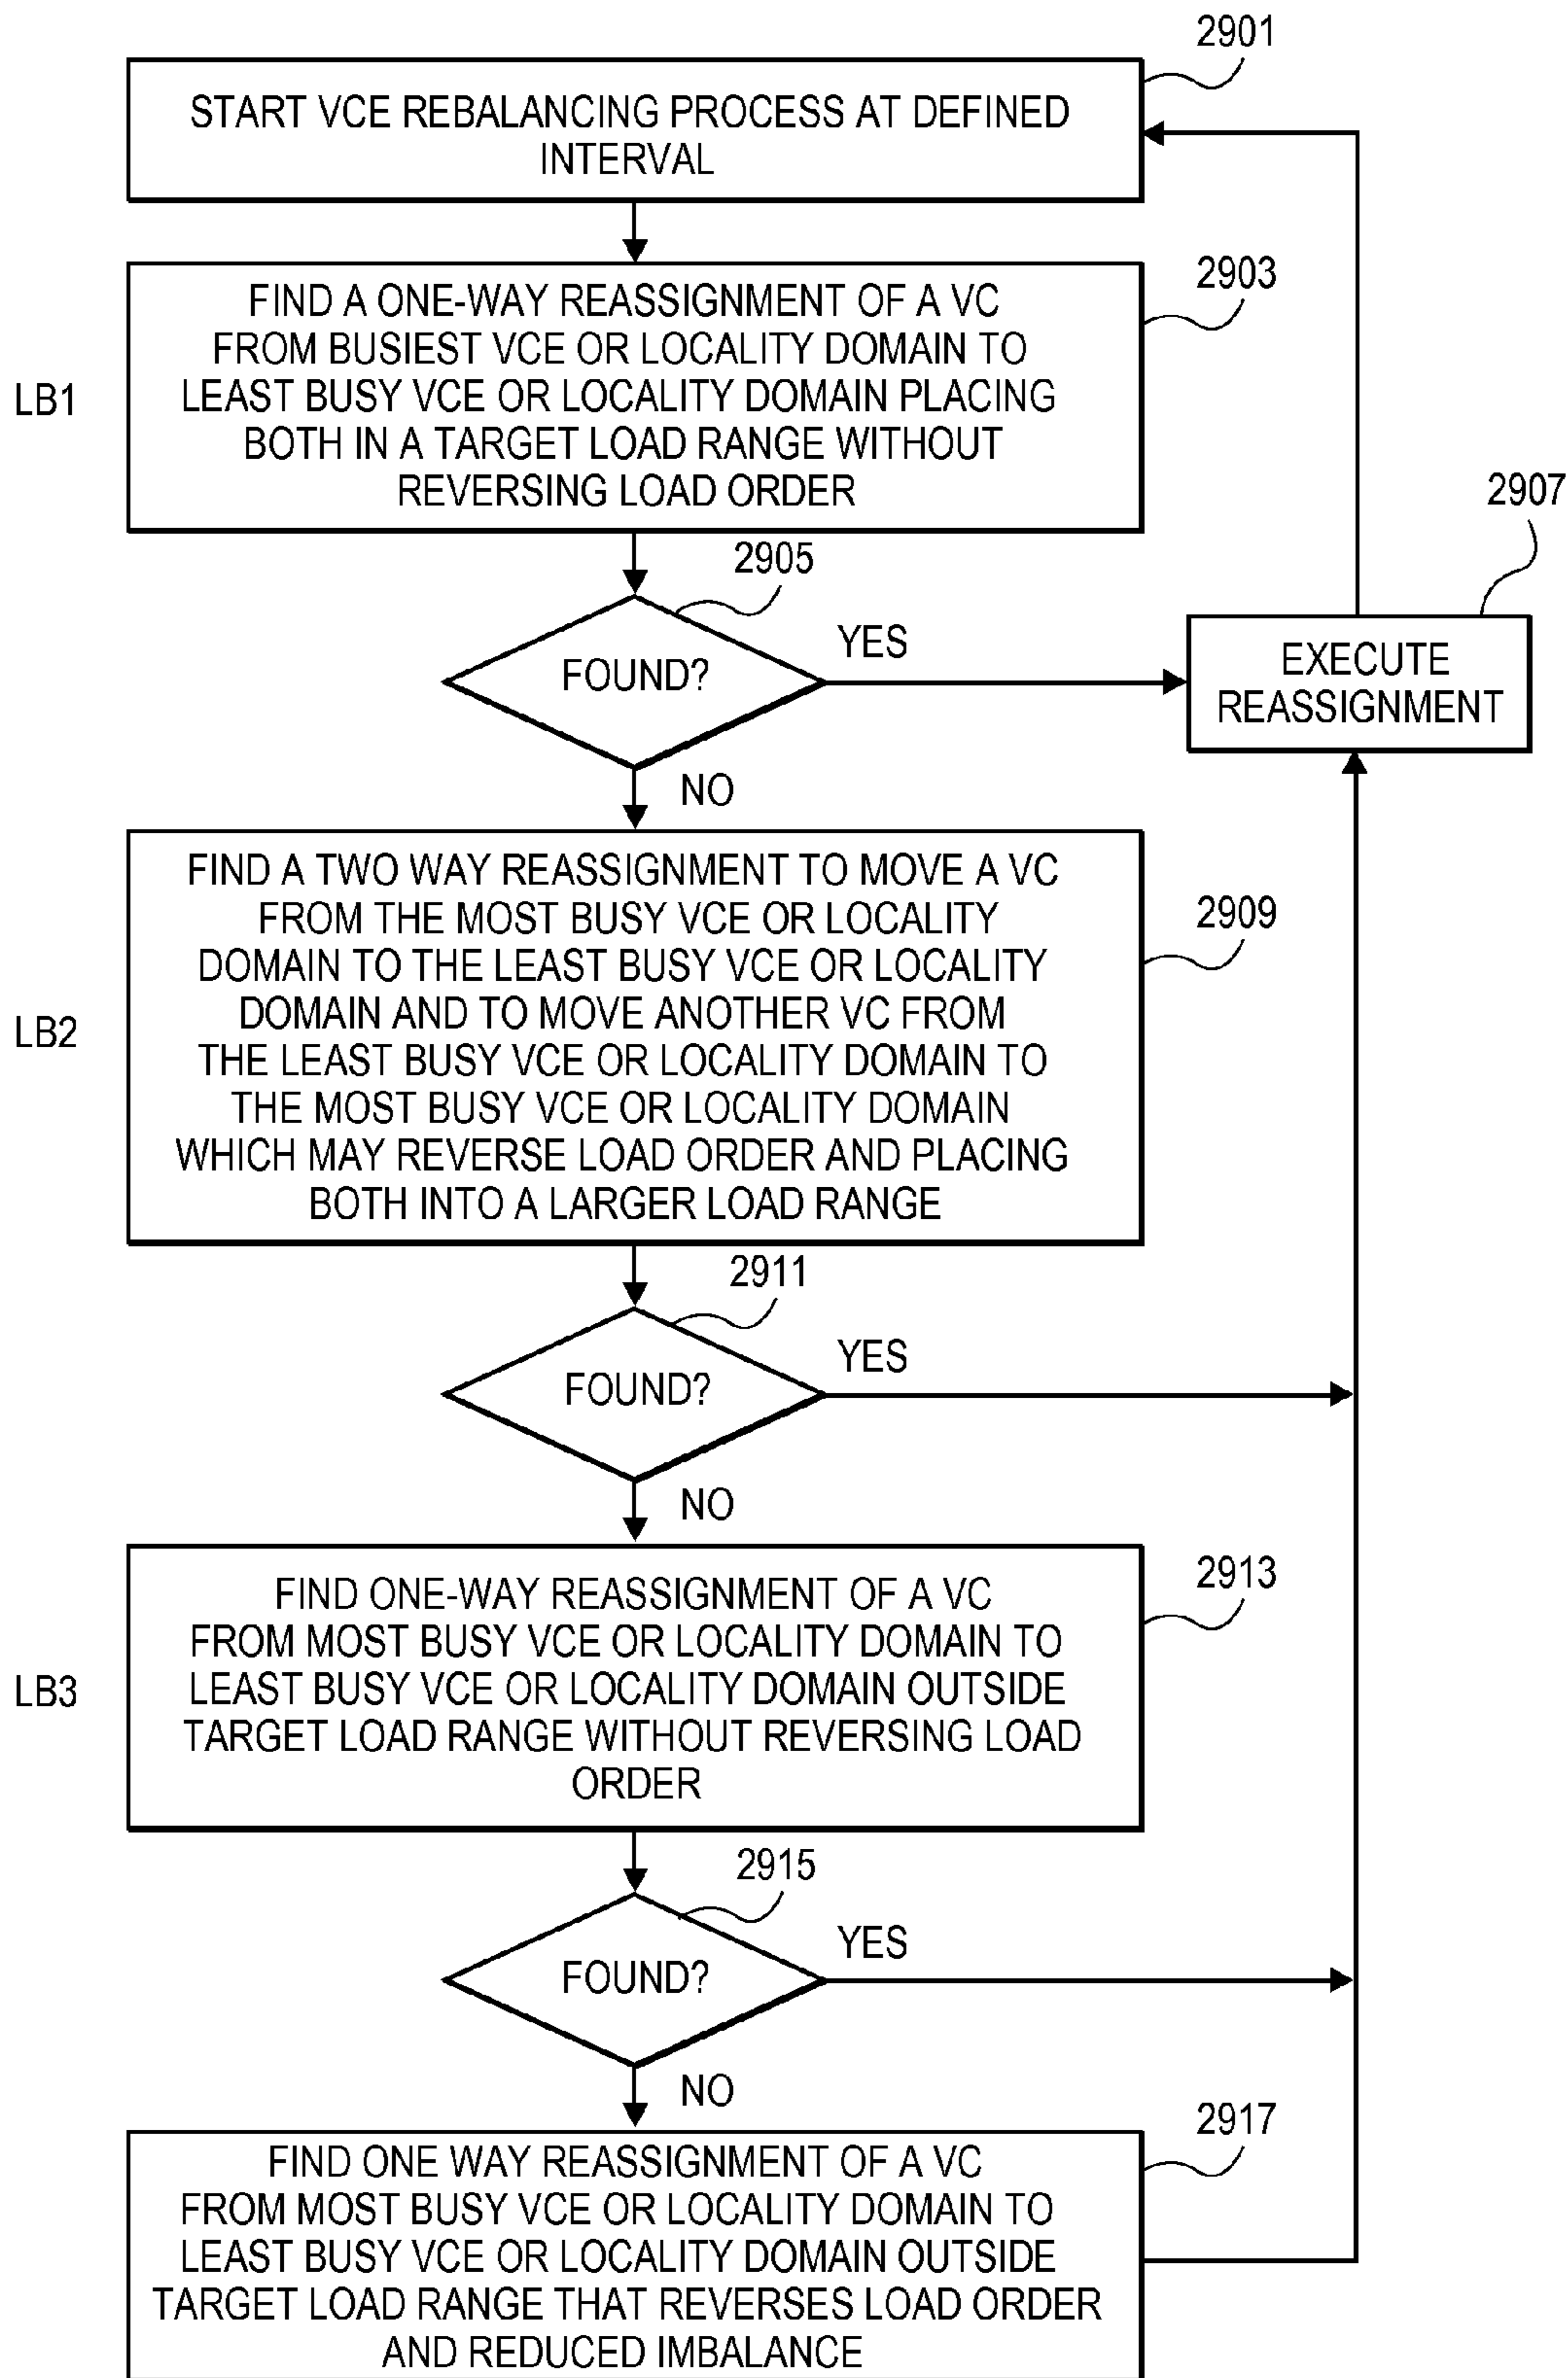 2901
START VCE REBALANCING PROCESS AT DEFINED
INTERVAL
2903
FIND A ONE-WAY REASSIGNMENT OF A VC
FROM BUSIEST VCE OR LOCALITY DOMAIN TO
LEAST BUSY VCE OR LOCALITY DOMAIN PLACING
BOTH IN A TARGET LOAD RANGE WITHOUT
REVERSING LOAD ORDER
LB1
2905
FOUND?
YES
NO
2907
EXECUTE
REASSIGNMENT
FIND A TWO WAY REASSIGNMENT TO MOVE A VC
FROM THE MOST BUSY VCE OR LOCALITY
DOMAIN TO THE LEAST BUSY VCE OR LOCALITY
DOMAIN AND TO MOVE ANOTHER VC FROM
THE LEAST BUSY VCE OR LOCALITY DOMAIN TO
THE MOST BUSY VCE OR LOCALITY DOMAIN
WHICH MAY REVERSE LOAD ORDER AND PLACING
BOTH INTO A LARGER LOAD RANGE
2909
LB2
2911
FOUND?
YES
NO
2913
FIND ONE-WAY REASSIGNMENT OF A VC
FROM MOST BUSY VCE OR LOCALITY DOMAIN TO
LEAST BUSY VCE OR LOCALITY DOMAIN OUTSIDE
TARGET LOAD RANGE WITHOUT REVERSING LOAD
ORDER
LB3
2915
FOUND?
YES
NO
2917
FIND ONE WAY REASSIGNMENT OF A VC
FROM MOST BUSY VCE OR LOCALITY DOMAIN TO
LEAST BUSY VCE OR LOCALITY DOMAIN OUTSIDE
TARGET LOAD RANGE THAT REVERSES LOAD ORDER
AND REDUCED IMBALANCE